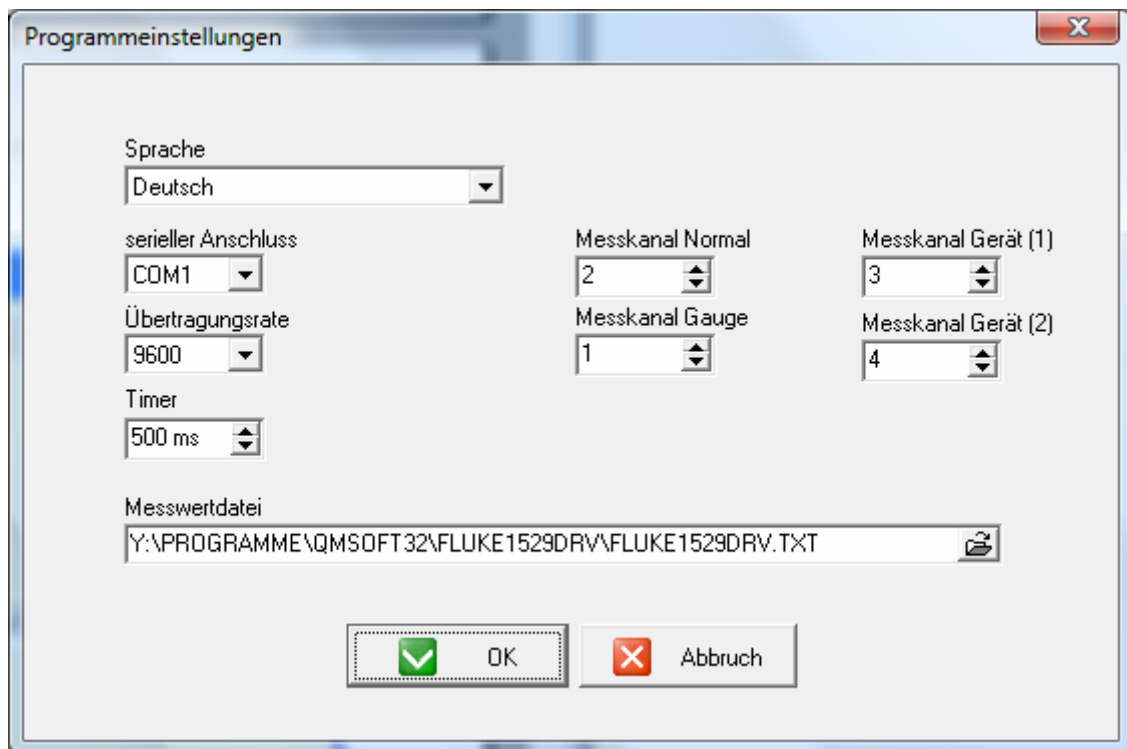 Programmeinstellungen
Sprache
Deutsch
serieller Anschluss
COM1
Messkanal Normal
2
Messkanal Gerät (1)
3
Übertragungsrate
9600
Messkanal Gauge
1
Messkanal Gerät (2)
4
Timer
500 ms
Messwertdatei
Y:\PROGRAMME\QMSOFT32\FLUKE1529DRV\FLUKE1529DRV.TXT
OK
Abbruch